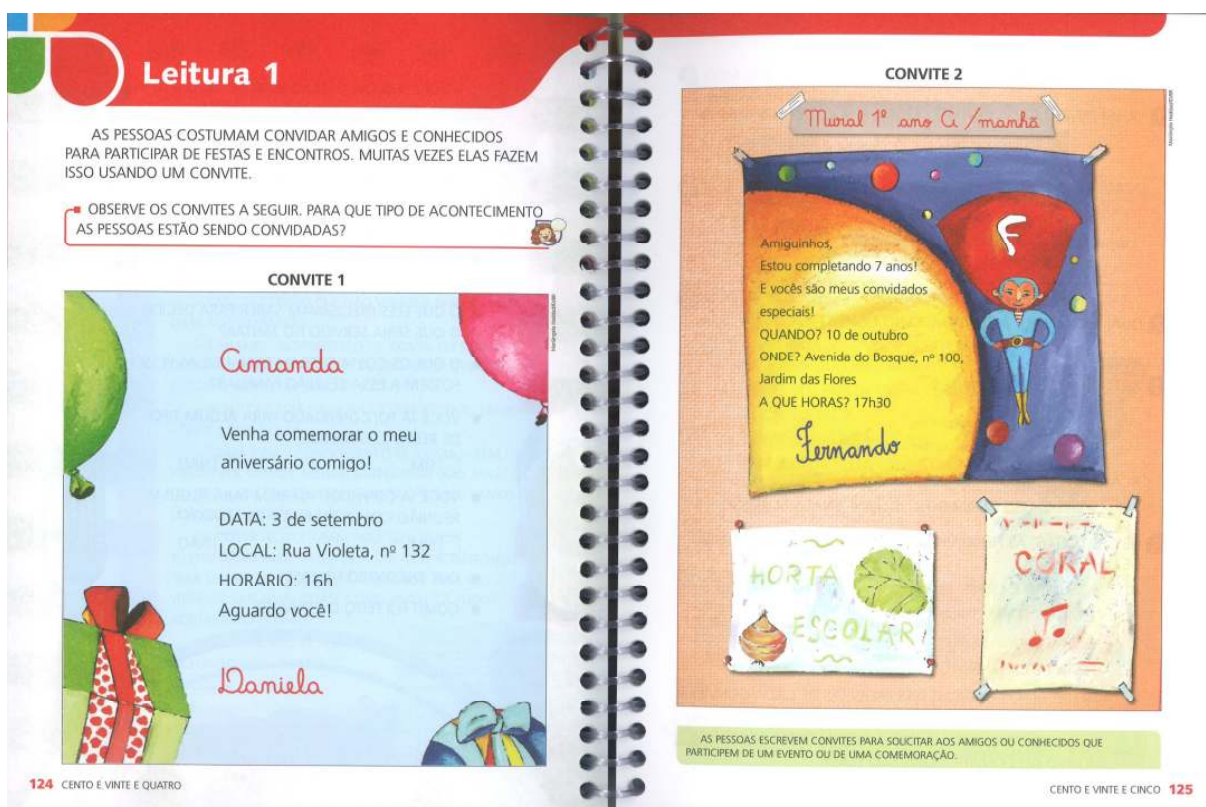 Leitura 1
AS PESSOAS COSTUMAM CONVIDAR AMIGOS E CONHECIDOS
PARA PARTICIPAR DE FESTAS E ENCONTROS. MUITAS VEZES ELAS FAZEM
ISSO USANDO UM CONVITE.
OBSERVE OS CONVITES A SEGUIR. PARA QUE TIPO DE ACONTECIMENTO
AS PESSOAS ESTÃO SENDO CONVIDADAS?
CONVITE 1
Amanda
Venha comemorar o meu
aniversário comigo!
DATA: 3 de setembro
LOCAL: Rua Violeta, nº 132
HORÁRIO: 16h
Aguardo você!
Daniela
124 CENTO E VINTE E QUATRO
CONVITE 2
Mural 1º ano A /manhã
F
Amiguinhos,
Estou completando 7 anos!
E vocês são meus convidados
especiais!
QUANDO? 10 de outubro
ONDE? Avenida do Bosque, nº 100,
Jardim das Flores
A QUE HORAS? 17h30
Fernando
HORTA
ESCOLAR
CORAL
AS PESSOAS ESCREVEM CONVITES PARA SOLICITAR AOS AMIGOS OU CONHECIDOS QUE
PARTICIPEM DE UM EVENTO OU DE UMA COMEMORAÇÃO.
CENTO E VINTE E CINCO 125